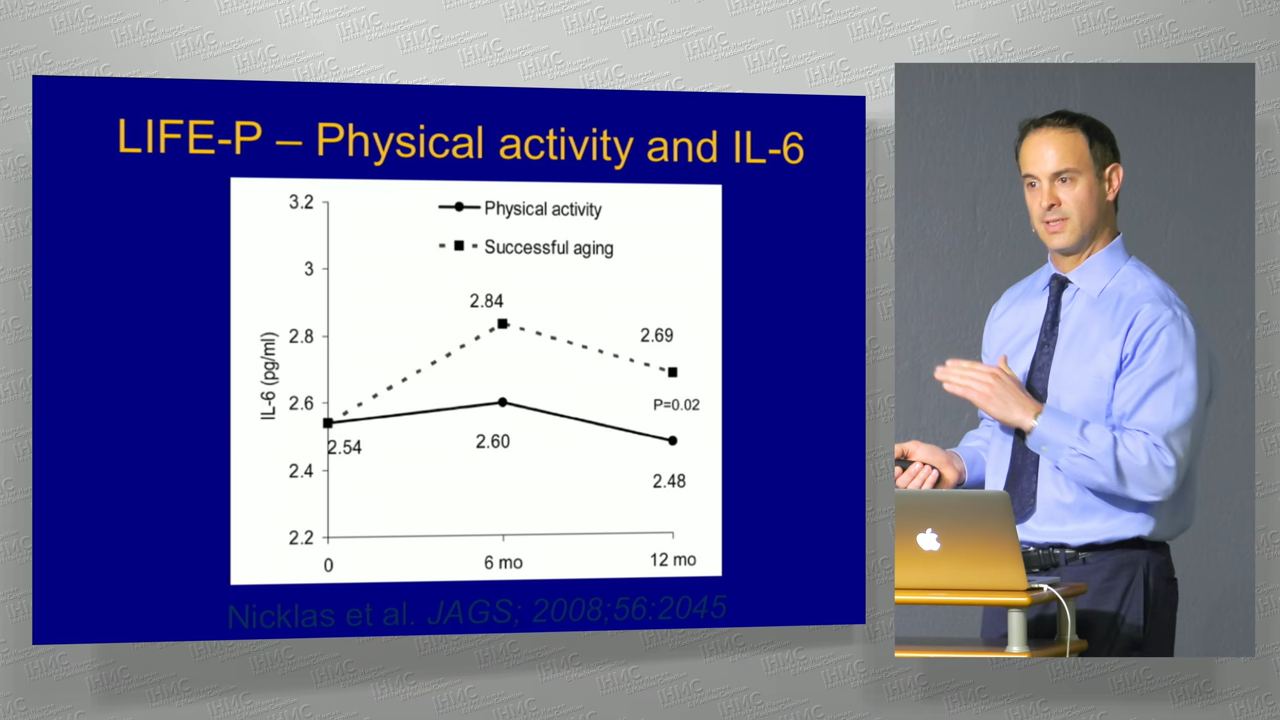 LIFE-P – Physical activity and IL-6
3.2
3
2.8
2.6
2.4
2.2
IL-6 (pg/ml)
Physical activity
Successful aging
2.84
2.69
P=0.02
2.54
2.60
2.48
0
6 mo
12 mo
Nicklas et al. JAGS; 2008;56:2045
IHMC